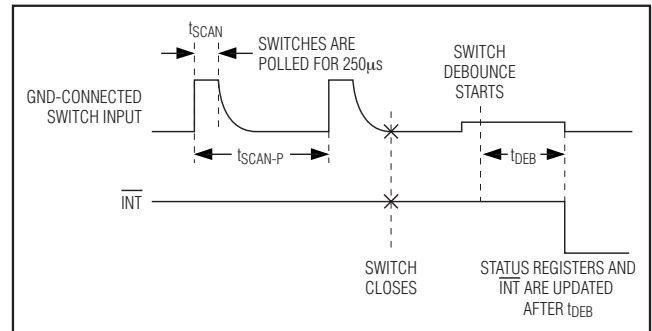 tSCAN
SWITCHES ARE
POLLED FOR 250μs
SWITCH
DEBOUNCE
STARTS
GND-CONNECTED
SWITCH INPUT
tSCAN-P
tDEB
INT
SWITCH
CLOSES
STATUS REGISTERS AND
INT ARE UPDATED
AFTER tDEB